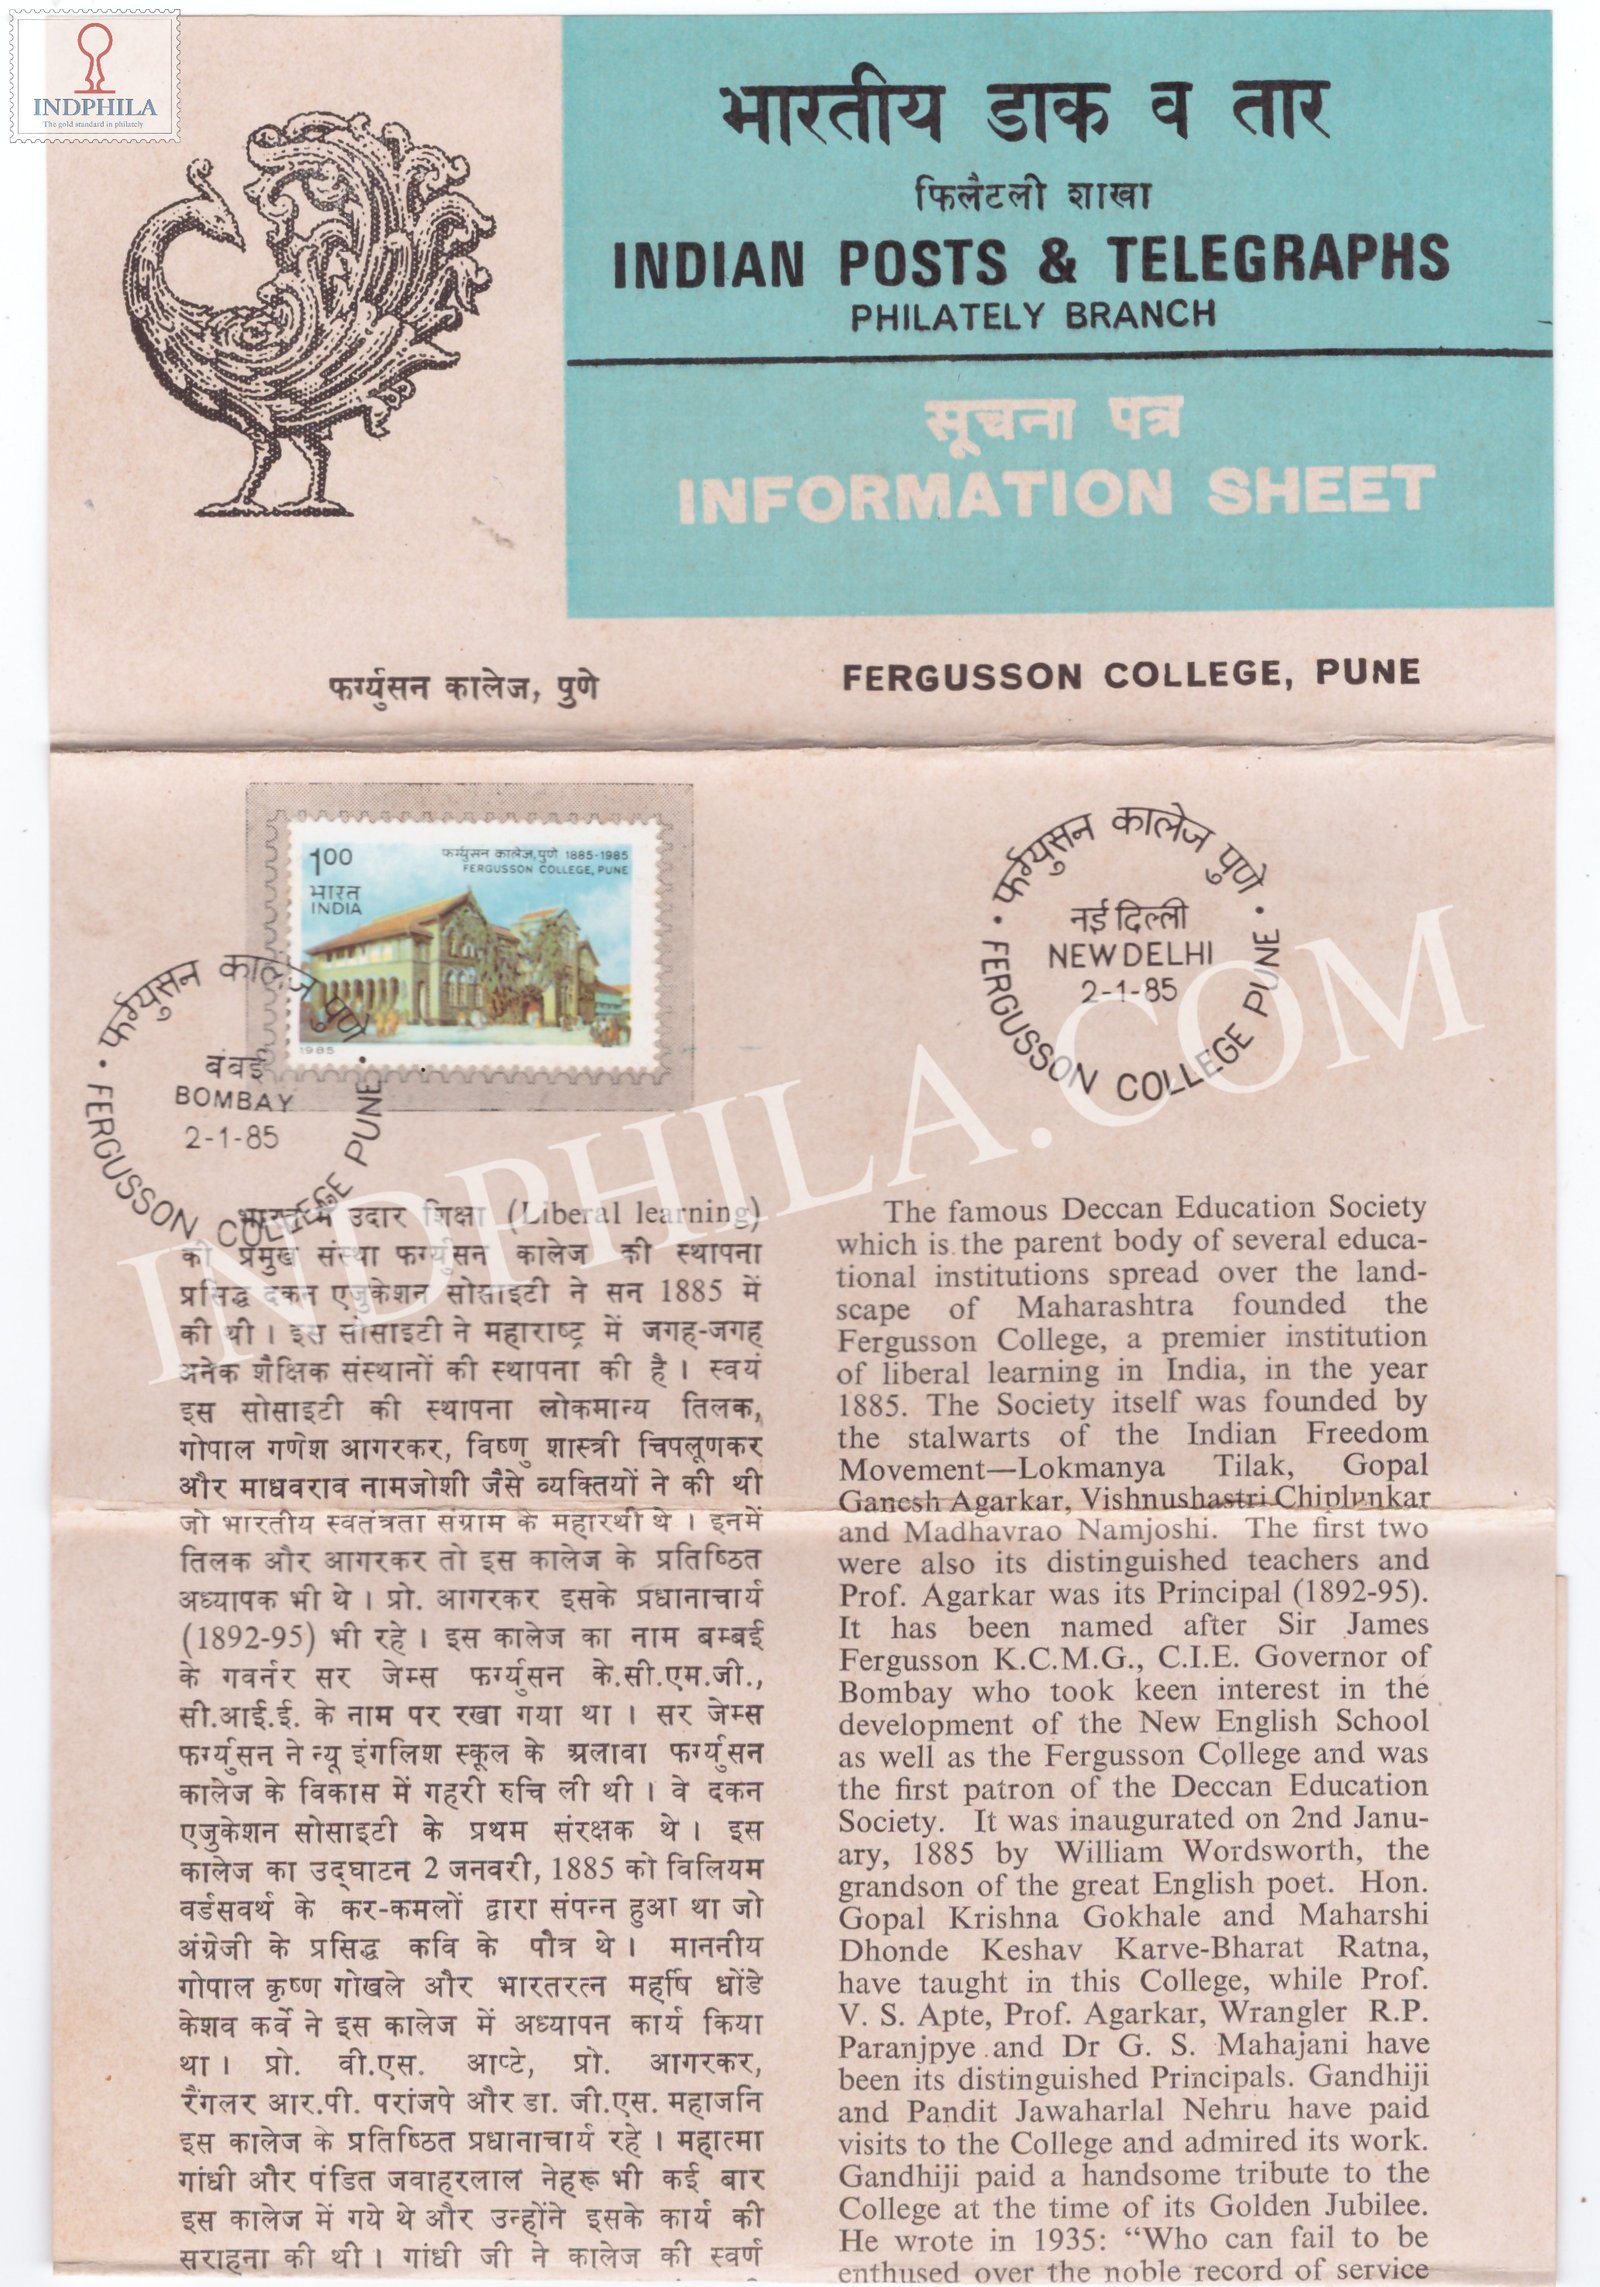 INDPHILA
The gold standard in philately
भारतीय डाक व तार
फिलैटली शाखा
INDIAN POSTS & TELEGRAPHS
PHILATELY BRANCH
सूचना पत्र
INFORMATION SHEET
फर्ग्युसन कालेज, पुणे
FERGUSSON COLLEGE, PUNE
1.00
फर्ग्युसन कालेज, पुणे 1885-1985
FERGUSSON COLLEGE, PUNE
भारत
INDIA
1985
फर्ग्युसन कालेज पुणे
बंबई
BOMBAY
2-1-85
FERGUSSON COLLEGE PUNE
फर्ग्युसन कालेज पुणे
नई दिल्ली
NEW DELHI
2-1-85
FERGUSSON COLLEGE PUNE
INDPHILA.COM
भारत में उदार शिक्षा (Liberal learning)
की प्रमुख संस्था फर्ग्युसन कालेज की स्थापना
प्रसिद्ध दकन एजुकेशन सोसाइटी ने सन 1885 में
की थी । इस सोसाइटी ने महाराष्ट्र में जगह-जगह
अनेक शैक्षिक संस्थानों की स्थापना की है । स्वयं
इस सोसाइटी की स्थापना लोकमान्य तिलक,
गोपाल गणेश आगरकर, विष्णु शास्त्री चिपलूणकर
और माधवराव नामजोशी जैसे व्यक्तियों ने की थी
जो भारतीय स्वतंत्रता संग्राम के महारथी थे । इनमें
तिलक और आगरकर तो इस कालेज के प्रतिष्ठित
अध्यापक भी थे । प्रो. आगरकर इसके प्रधानाचार्य
(1892-95) भी रहे । इस कालेज का नाम बम्बई
के गवर्नर सर जेम्स फर्ग्युसन के.सी.एम.जी.,
सी.आई.ई. के नाम पर रखा गया था । सर जेम्स
फर्ग्युसन ने न्यू इंगलिश स्कूल के अलावा फर्ग्युसन
कालेज के विकास में गहरी रुचि ली थी । वे दकन
एजुकेशन सोसाइटी के प्रथम संरक्षक थे । इस
कालेज का उद्घाटन 2 जनवरी, 1885 को विलियम
वर्डसवर्थ के कर-कमलों द्वारा संपन्न हुआ था जो
अंग्रेजी के प्रसिद्ध कवि के पौत्र थे । माननीय
गोपाल कृष्ण गोखले और भारतरत्न महर्षि धोंडे
केशव कर्वे ने इस कालेज में अध्यापन कार्य किया
था । प्रो. वी.एस. आप्टे, प्रो. आगरकर,
रैंगलर आर.पी. परांजपे और डा. जी.एस. महाजनि
इस कालेज के प्रतिष्ठित प्रधानाचार्य रहे । महात्मा
गांधी और पंडित जवाहरलाल नेहरू भी कई बार
इस कालेज में गये थे और उन्होंने इसके कार्य की
सराहना की थी । गांधी जी ने कालेज की स्वर्ण
The famous Deccan Education Society
which is the parent body of several educa-
tional institutions spread over the land-
scape of Maharashtra founded the
Fergusson College, a premier institution
of liberal learning in India, in the year
1885. The Society itself was founded by
the stalwarts of the Indian Freedom
Movement—Lokmanya Tilak, Gopal
Ganesh Agarkar, Vishnushastri Chiplunkar
and Madhavrao Namjoshi. The first two
were also its distinguished teachers and
Prof. Agarkar was its Principal (1892-95).
It has been named after Sir James
Fergusson K.C.M.G., C.I.E. Governor of
Bombay who took keen interest in the
development of the New English School
as well as the Fergusson College and was
the first patron of the Deccan Education
Society. It was inaugurated on 2nd Janu-
ary, 1885 by William Wordsworth, the
grandson of the great English poet. Hon.
Gopal Krishna Gokhale and Maharshi
Dhonde Keshav Karve-Bharat Ratna,
have taught in this College, while Prof.
V. S. Apte, Prof. Agarkar, Wrangler R.P.
Paranjpye and Dr G. S. Mahajani have
been its distinguished Principals. Gandhiji
and Pandit Jawaharlal Nehru have paid
visits to the College and admired its work.
Gandhiji paid a handsome tribute to the
College at the time of its Golden Jubilee.
He wrote in 1935: “Who can fail to be
enthused over the noble record of service